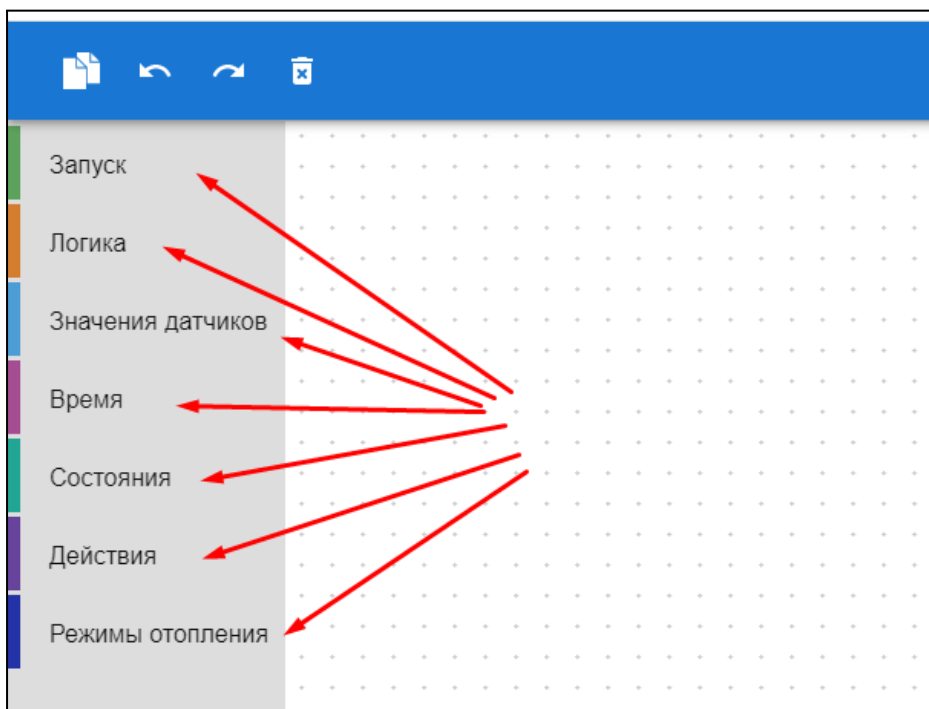 Запуск
Логика
Значения датчиков
Время
Состояния
Действия
Режимы отопления